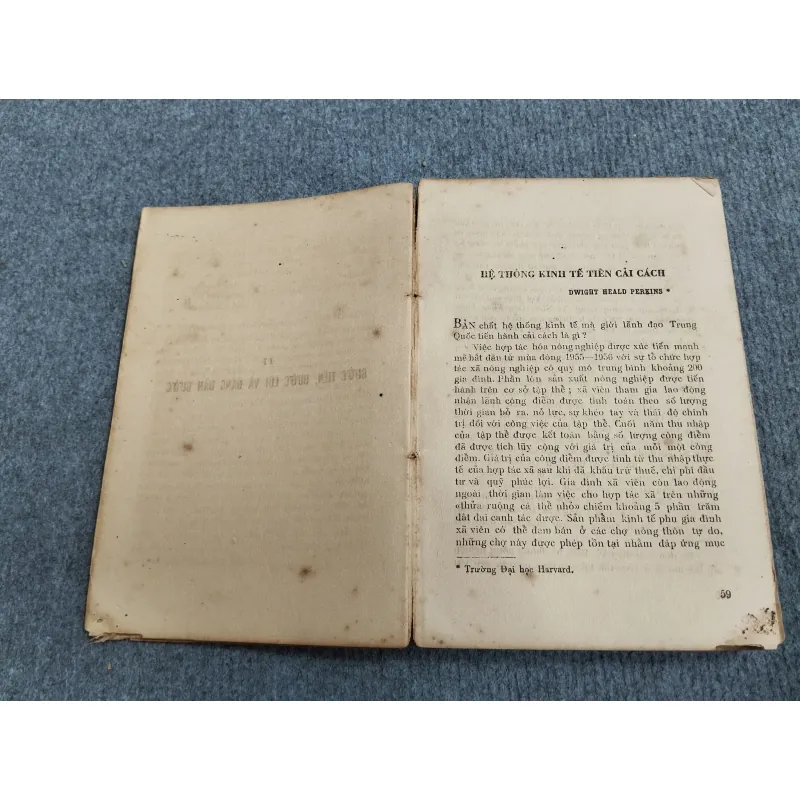 HỆ THỐNG KINH TẾ TIỀN CẢI CÁCH
DWIGHT HEALD PERKINS *
BẢN chất hệ thống kinh tế mà giới lãnh đạo Trung
Quốc tiến hành cải cách là gì ?
Việc hợp tác hóa nông nghiệp được xúc tiến mạnh
mẽ bắt đầu từ mùa đông 1955—1956 với sự tổ chức hợp
tác xã nông nghiệp có quy mô trung bình khoảng 200
gia đình. Phần lớn sản xuất nông nghiệp được tiến
hành trên cơ sở tập thể ; xã viên tham gia lao động
nhận lãnh công điểm được tính toán theo số lượng
thời gian bỏ ra, nỗ lực, sự khéo tay và thái độ chính
trị đối với công việc của tập thể. Cuối năm thu nhập
của tập thể được kết toán bằng số lượng công điểm
đã được tích lũy cộng với giá trị của mỗi một công
điểm. Giá trị của công điểm được tính từ thu nhập thực
tế của hợp tác xã sau khi đã khấu trừ thuế, chi phí đầu
tư và quỹ phúc lợi. Gia đình xã viên còn lao động
ngoài thời gian làm việc cho hợp tác xã trên những
«thửa ruộng cá thể nhỏ» chiếm khoảng 5 phần trăm
đất đai canh tác được. Sản phẩm kinh tế phụ gia đình
xã viên có thể đem bán ở các chợ nông thôn tự do,
những chợ này được phép tồn tại nhằm đáp ứng mục
* Trường Đại học Harvard.
59